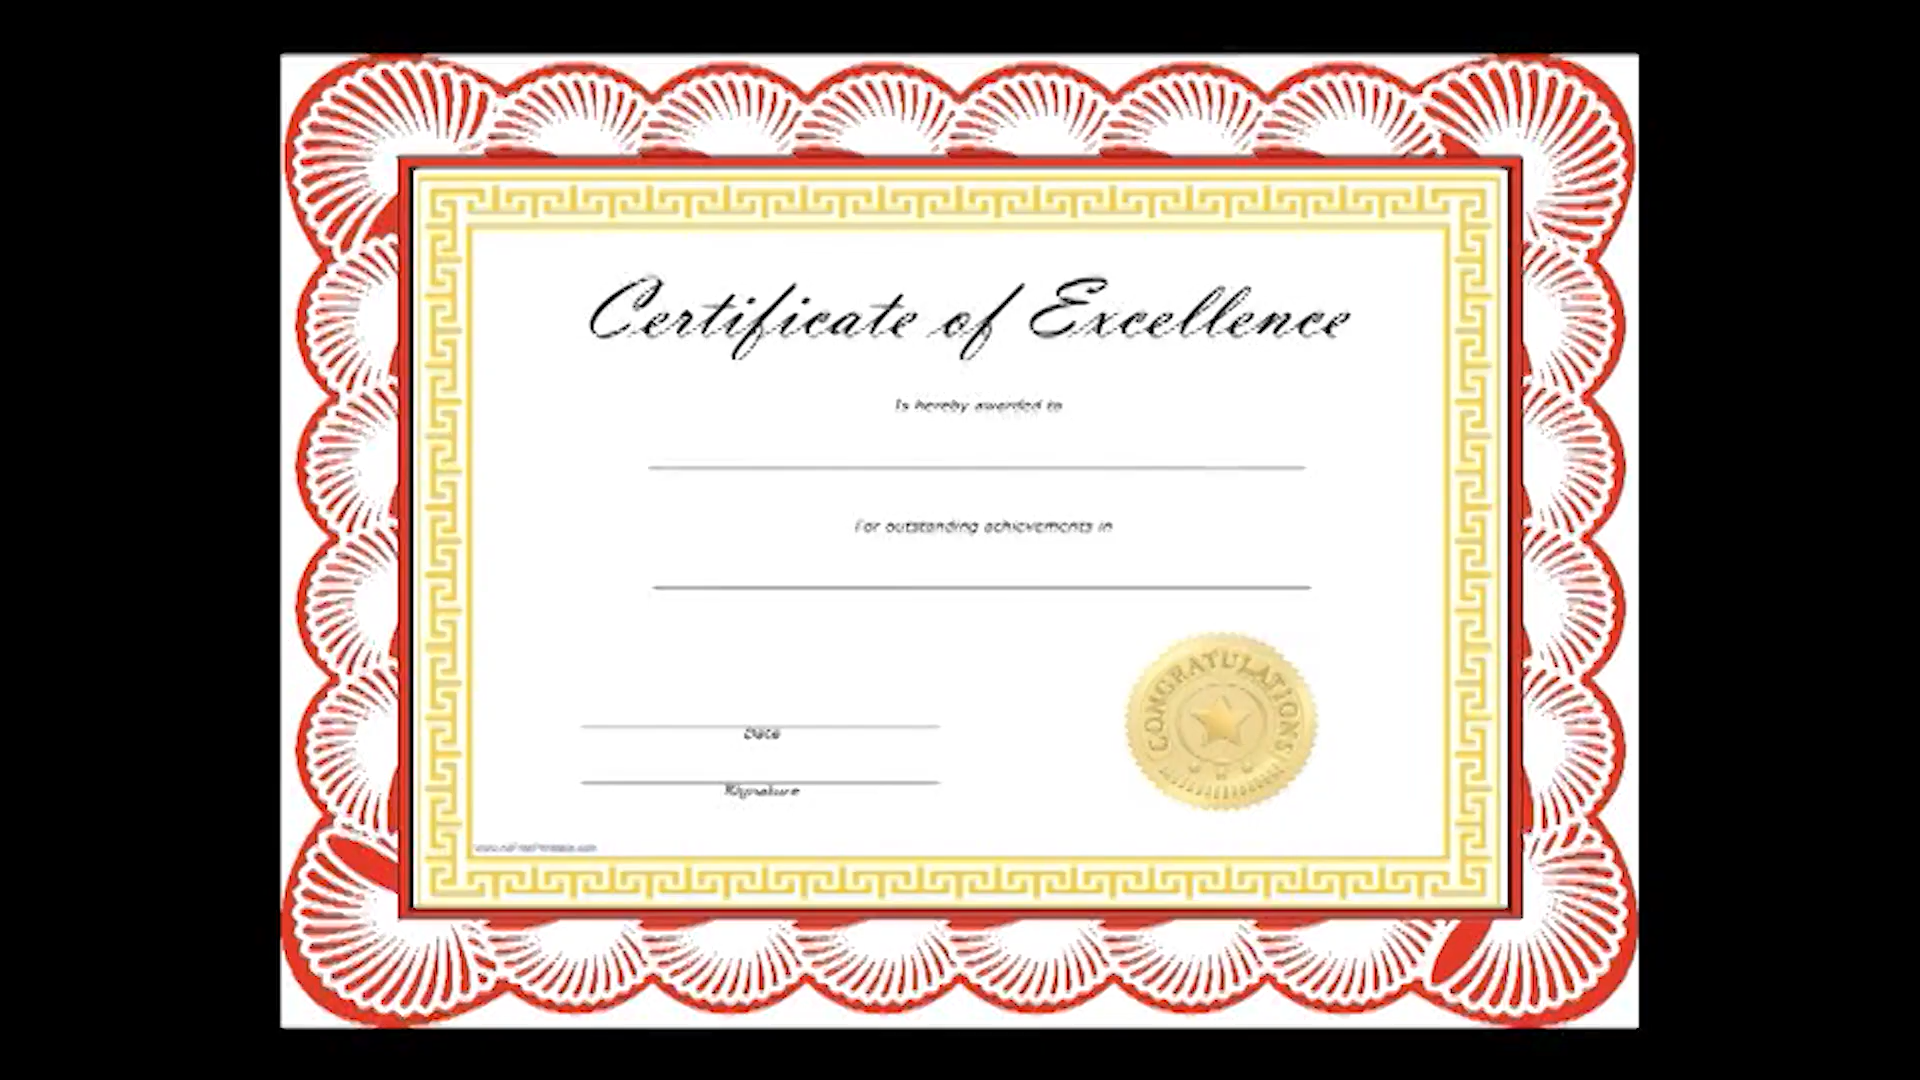 Certificate of Excellence
Is hereby awarded to
For outstanding achievements in
CONGRATULATIONS!
Date
Signature